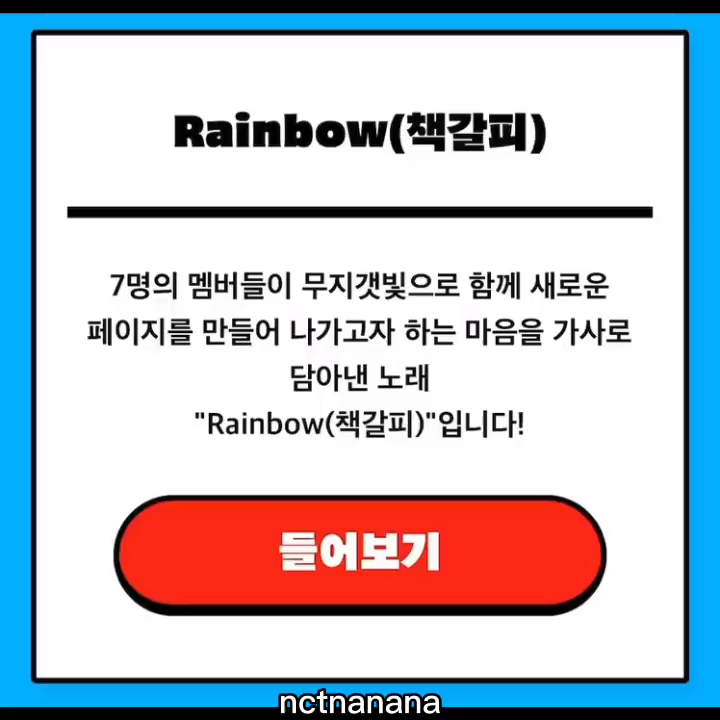 Rainbow(책갈피)
7명의 멤버들이 무지갯빛으로 함께 새로운
페이지를 만들어 나가고자 하는 마음을 가사로
담아낸 노래
"Rainbow(책갈피)"입니다!
들어보기
nctnanana